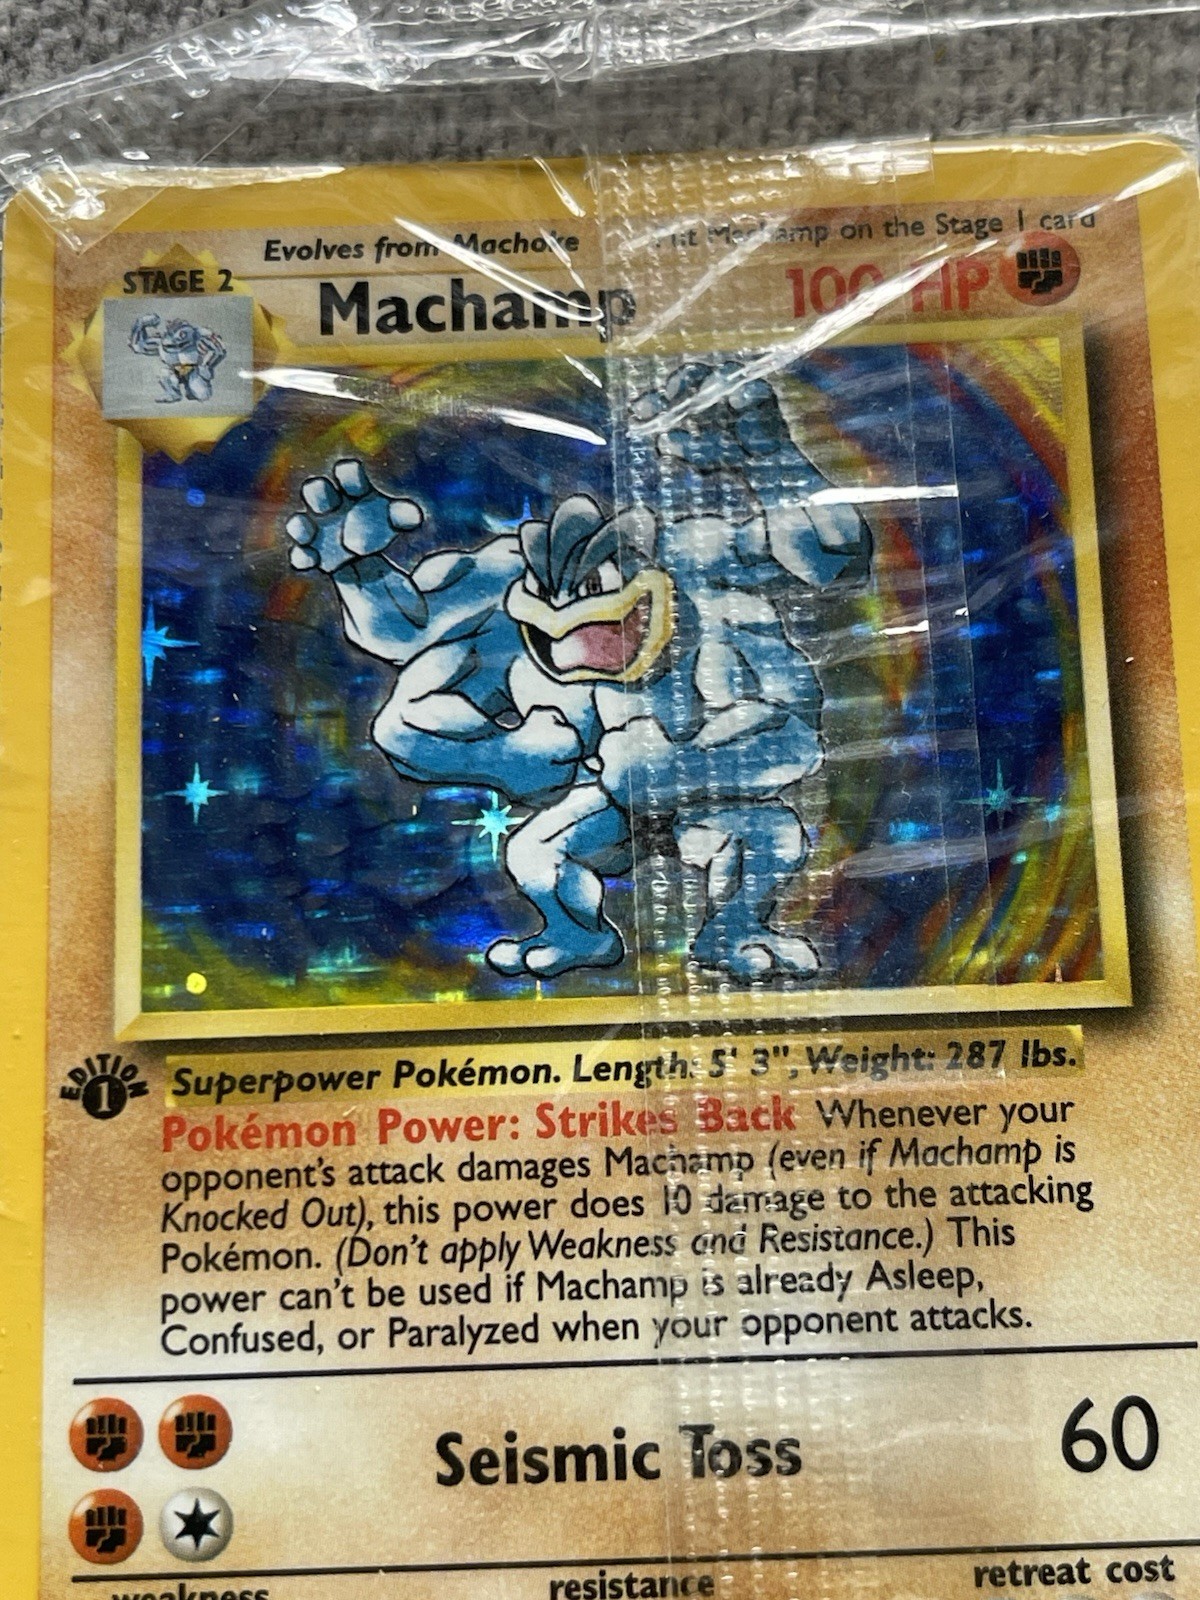 Evolves from Machoke
Machamp on the Stage 1 card
STAGE 2
Machamp
100 HP
EDITION
1
Superpower Pokémon. Length: 5' 3", Weight: 287 lbs.
Pokémon Power: Strikes Back Whenever your
opponent's attack damages Machamp (even if Machamp is
Knocked Out), this power does 10 damage to the attacking
Pokémon. (Don't apply Weakness and Resistance.) This
power can't be used if Machamp is already Asleep,
Confused, or Paralyzed when your opponent attacks.
Seismic Toss
60
weakness
resistance
retreat cost